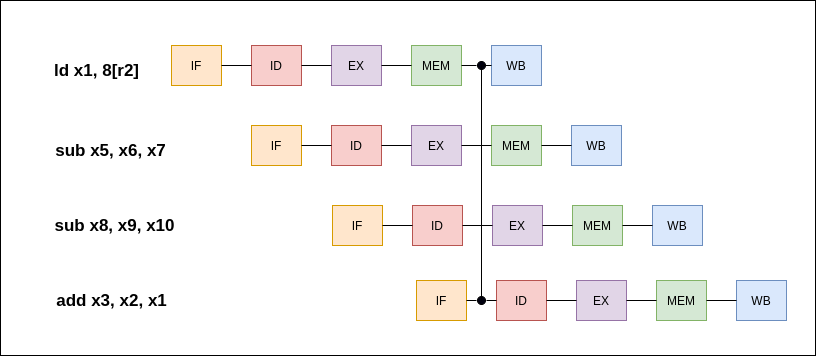 ld x1, 8[r2] IF ID EX MEM WB
sub x5, x6, x7 IF ID EX MEM WB
sub x8, x9, x10 IF ID EX MEM WB
add x3, x2, x1 IF ID EX MEM WB